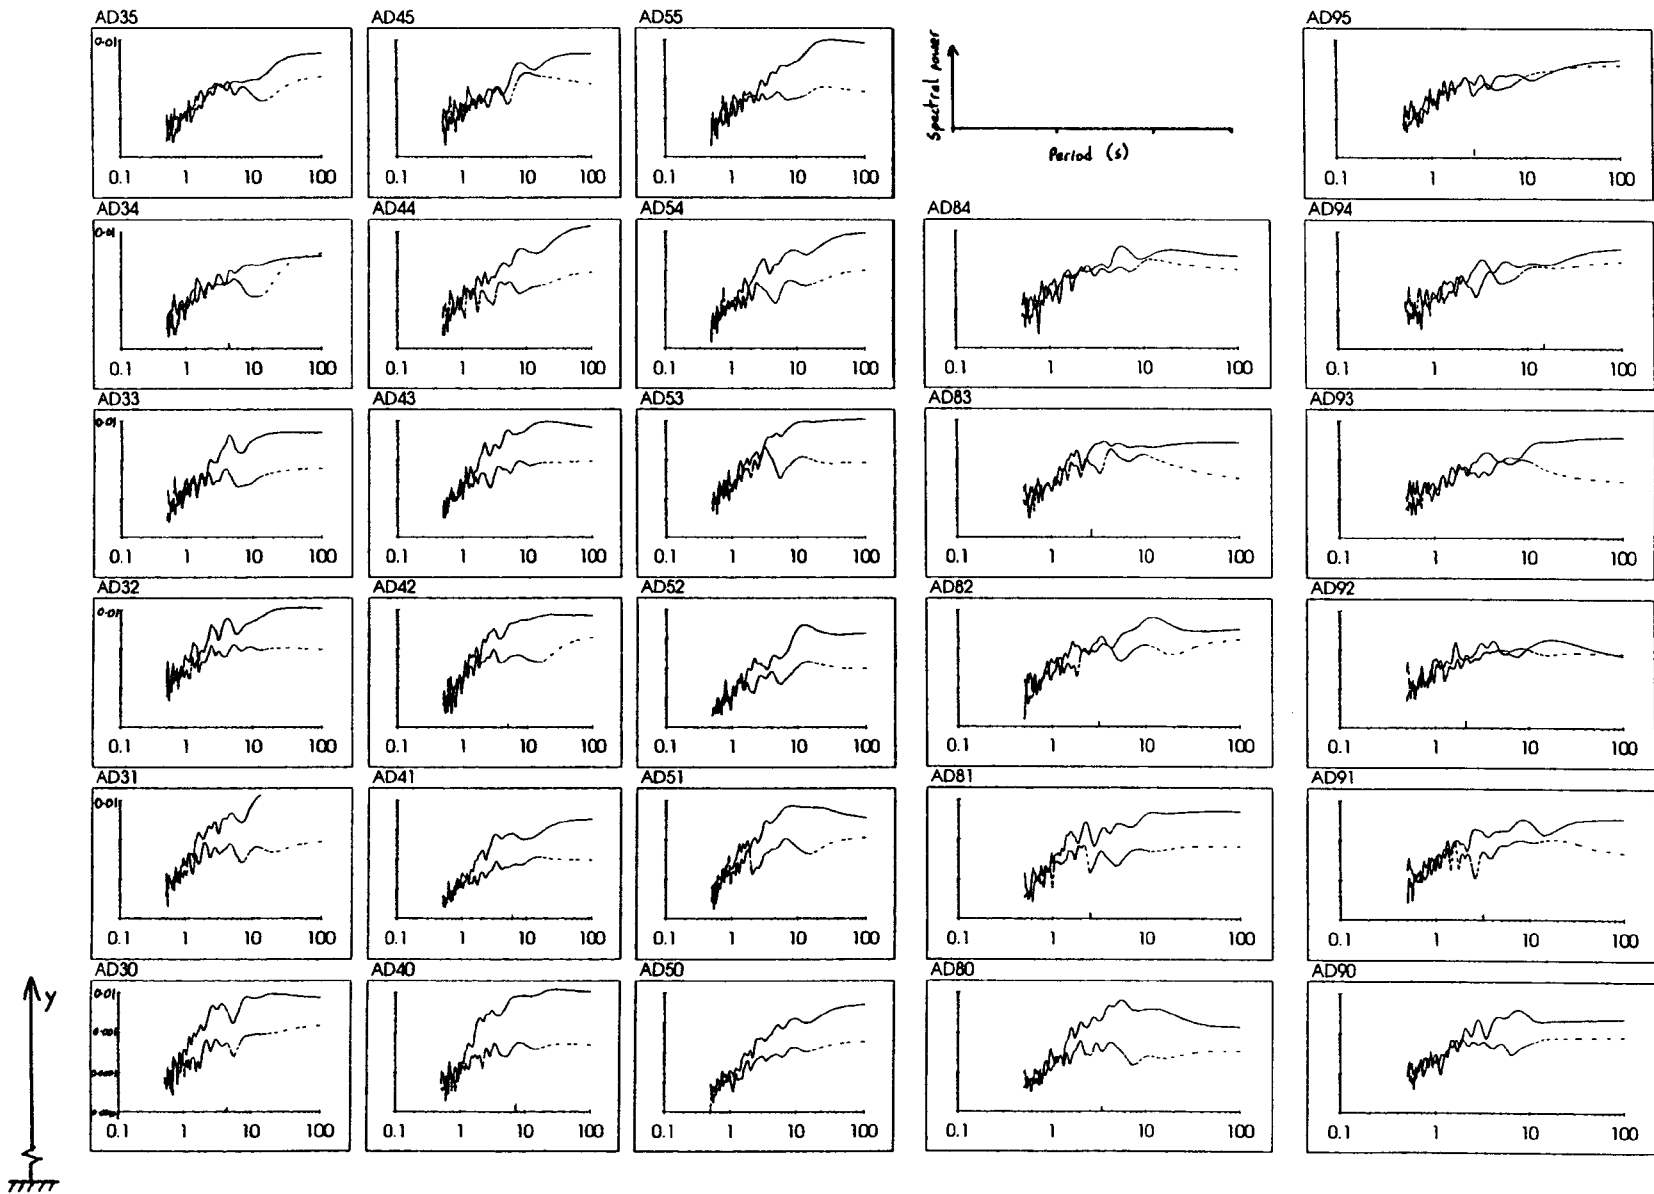 AD35 AD45 AD55 AD95
0.01
Spectral power
Period (s)
0.1 1 10 100 0.1 1 10 100 0.1 1 10 100 0.1 1 10 100
AD34 AD44 AD54 AD84 AD94
0.01
0.1 1 10 100 0.1 1 10 100 0.1 1 10 100 0.1 1 10 100 0.1 1 10 100
AD33 AD43 AD53 AD83 AD93
0.01
0.1 1 10 100 0.1 1 10 100 0.1 1 10 100 0.1 1 10 100 0.1 1 10 100
AD32 AD42 AD52 AD82 AD92
0.01
0.1 1 10 100 0.1 1 10 100 0.1 1 10 100 0.1 1 10 100 0.1 1 10 100
AD31 AD41 AD51 AD81 AD91
0.01
0.1 1 10 100 0.1 1 10 100 0.1 1 10 100 0.1 1 10 100 0.1 1 10 100
AD30 AD40 AD50 AD80 AD90
y
0.01
0.001
0.1 1 10 100 0.1 1 10 100 0.1 1 10 100 0.1 1 10 100 0.1 1 10 100